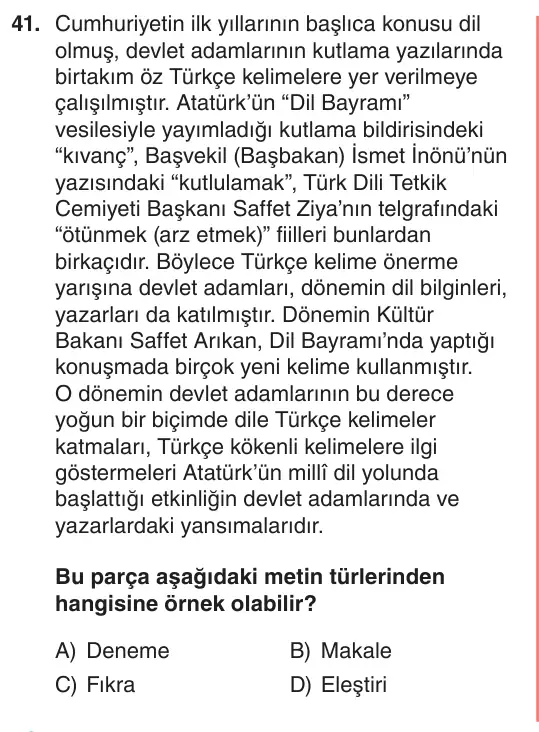 41. Cumhuriyetin ilk yıllarının başlıca konusu dil
olmuş, devlet adamlarının kutlama yazılarında
birtakım öz Türkçe kelimelere yer verilmeye
çalışılmıştır. Atatürk’ün “Dil Bayramı”
vesilesiyle yayımladığı kutlama bildirisindeki
“kıvanç”, Başvekil (Başbakan) İsmet İnönü’nün
yazısındaki “kutlulamak”, Türk Dili Tetkik
Cemiyeti Başkanı Saffet Ziya’nın telgrafındaki
“ötünmek (arz etmek)” fiilleri bunlardan
birkaçıdır. Böylece Türkçe kelime önerme
yarışına devlet adamları, dönemin dil bilginleri,
yazarları da katılmıştır. Dönemin Kültür
Bakanı Saffet Arıkan, Dil Bayramı’nda yaptığı
konuşmada birçok yeni kelime kullanmıştır.
O dönemin devlet adamlarının bu derece
yoğun bir biçimde dile Türkçe kelimeler
katmaları, Türkçe kökenli kelimelere ilgi
göstermeleri Atatürk’ün millî dil yolunda
başlattığı etkinliğin devlet adamlarında ve
yazarlardaki yansımalarıdır.
Bu parça aşağıdaki metin türlerinden
hangisine örnek olabilir?
A) Deneme B) Makale
C) Fıkra D) Eleştiri